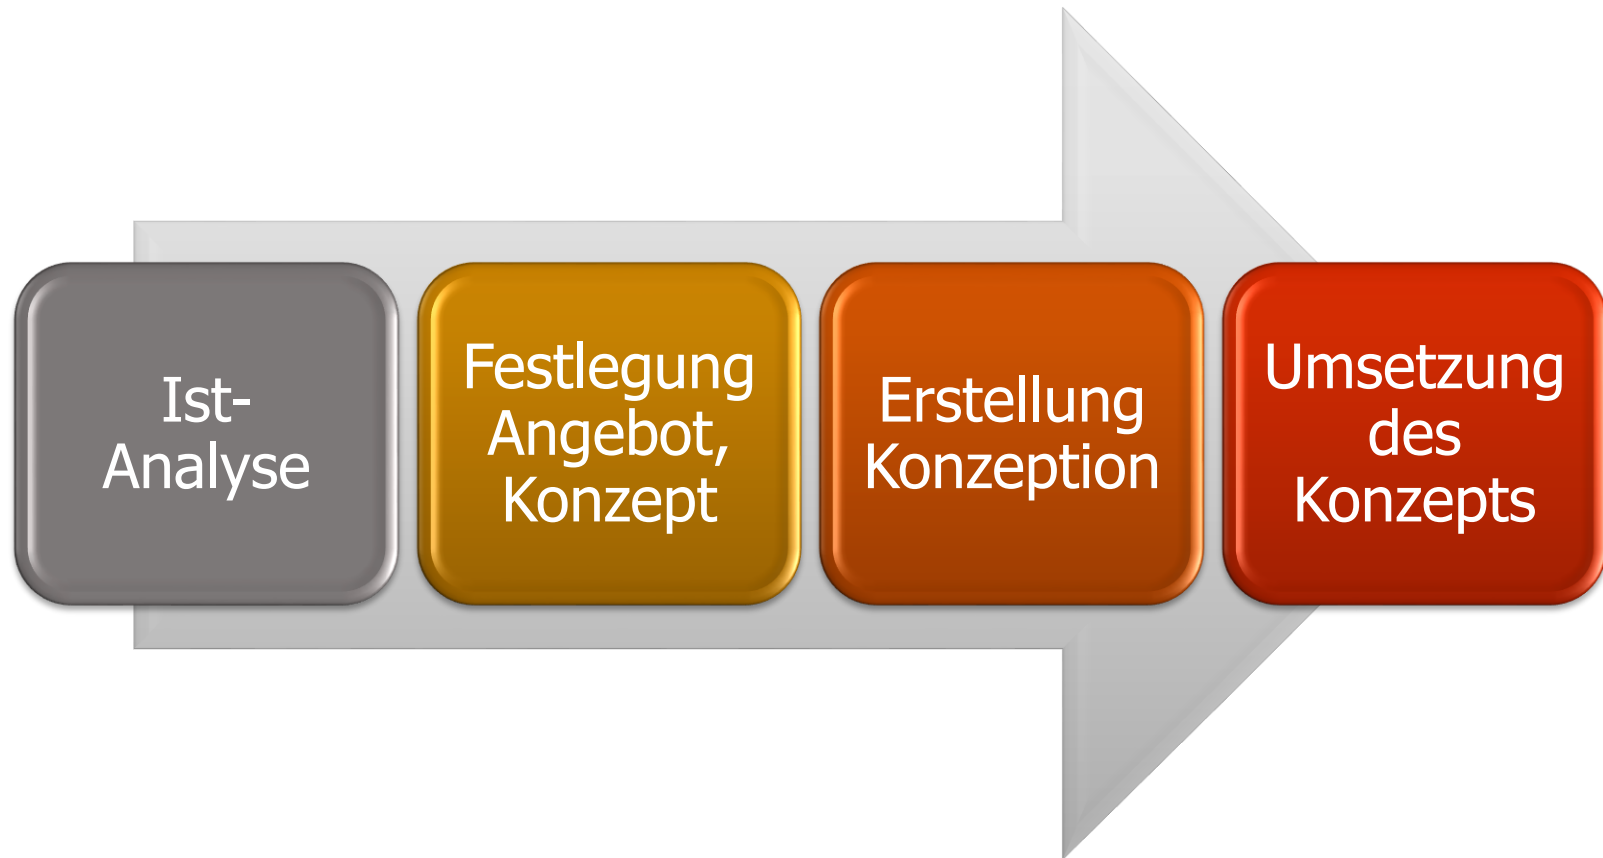 Ist-
Analyse
Festlegung
Angebot,
Konzept
Erstellung
Konzeption
Umsetzung
des
Konzepts